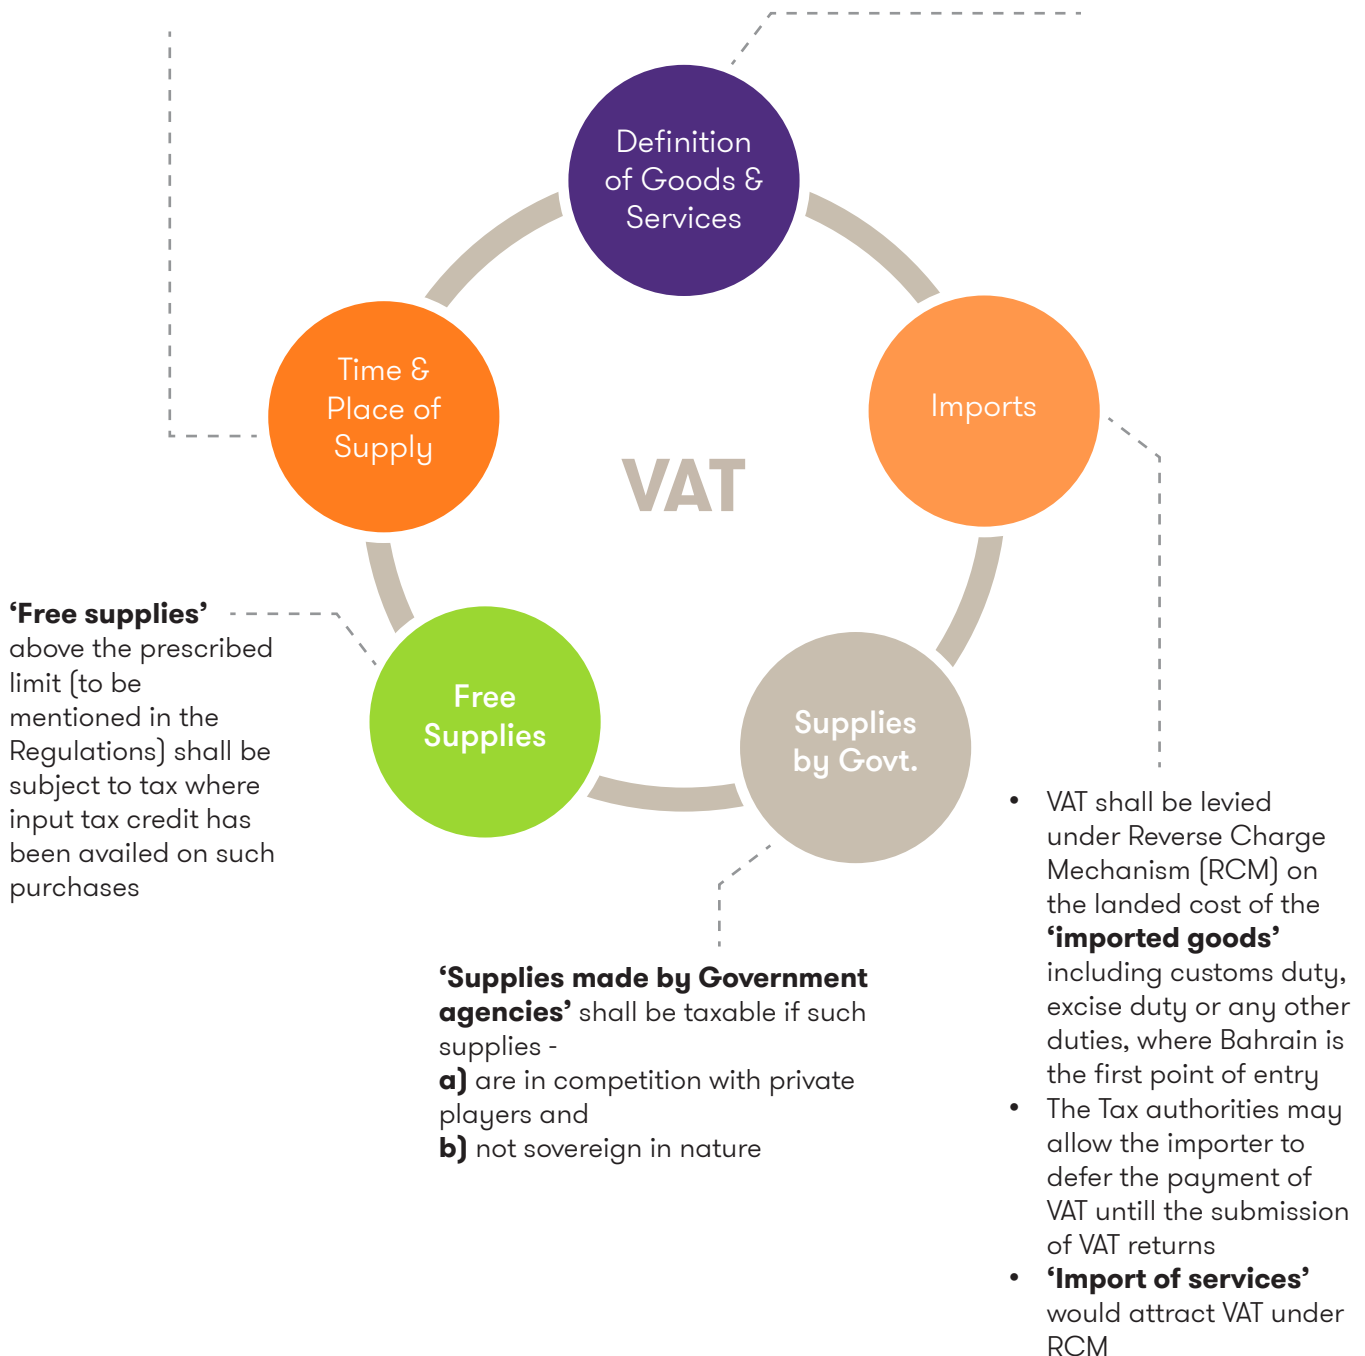 Definition
of Goods &
Services
Time &
Place of
Supply
Imports
VAT
Free
Supplies
Supplies
by Govt.
‘Free supplies’
above the prescribed
limit (to be
mentioned in the
Regulations) shall be
subject to tax where
input tax credit has
been availed on such
purchases
‘Supplies made by Government
agencies’ shall be taxable if such
supplies -
a) are in competition with private
players and
b) not sovereign in nature
• VAT shall be levied
under Reverse Charge
Mechanism (RCM) on
the landed cost of the
‘imported goods’
including customs duty,
excise duty or any other
duties, where Bahrain is
the first point of entry
• The Tax authorities may
allow the importer to
defer the payment of
VAT untill the submission
of VAT returns
• ‘Import of services’
would attract VAT under
RCM